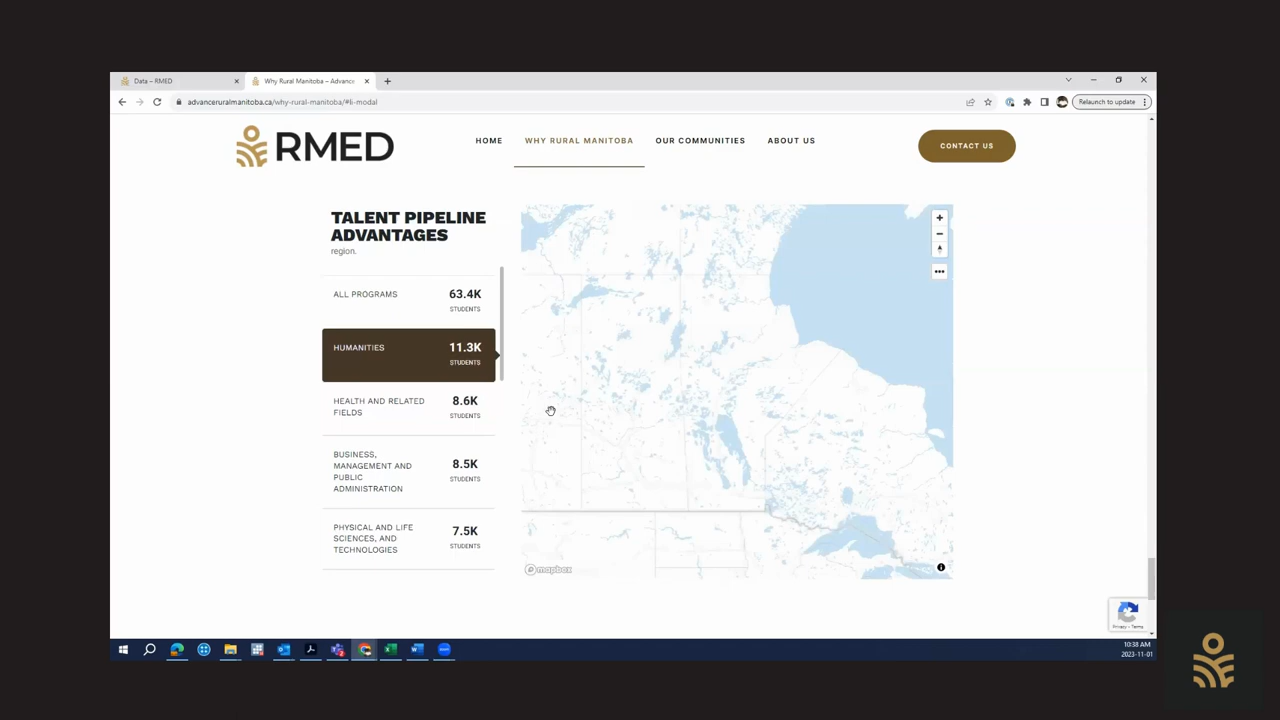 Data – RMED
Why Rural Manitoba – Advance
advanceruralmanitoba.ca/why-rural-manitoba/#li-modal
Relaunch to update
RMED
HOME
WHY RURAL MANITOBA
OUR COMMUNITIES
ABOUT US
CONTACT US
TALENT PIPELINE
ADVANTAGES
region.
ALL PROGRAMS
63.4K
STUDENTS
HUMANITIES
11.3K
STUDENTS
HEALTH AND RELATED
FIELDS
8.6K
STUDENTS
BUSINESS,
MANAGEMENT AND
PUBLIC
ADMINISTRATION
8.5K
STUDENTS
PHYSICAL AND LIFE
SCIENCES, AND
TECHNOLOGIES
7.5K
STUDENTS
mapbox
Privacy - Terms
10:38 AM
2023-11-01